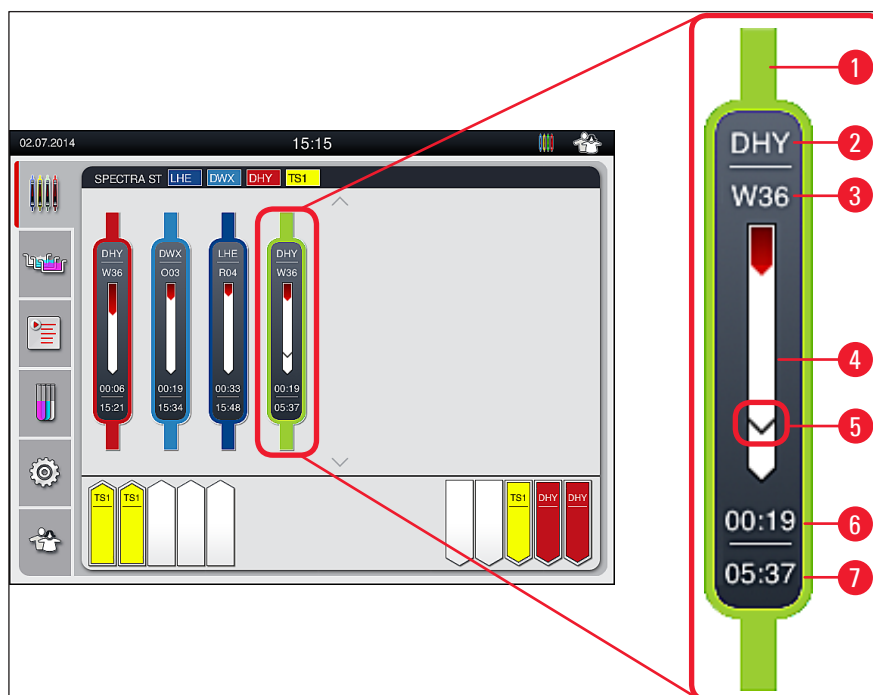 02.07.2014 15:15
SPECTRA ST LHE DWX DHY TS1
DHY DWX LHE DHY
W36 O03 R04 W36
00:06 00:19 00:33 00:19
15:21 15:34 15:48 05:37
TS1 TS1 TS1 DHY DHY
1
DHY 2
W36 3
4
5
00:19 6
05:37 7